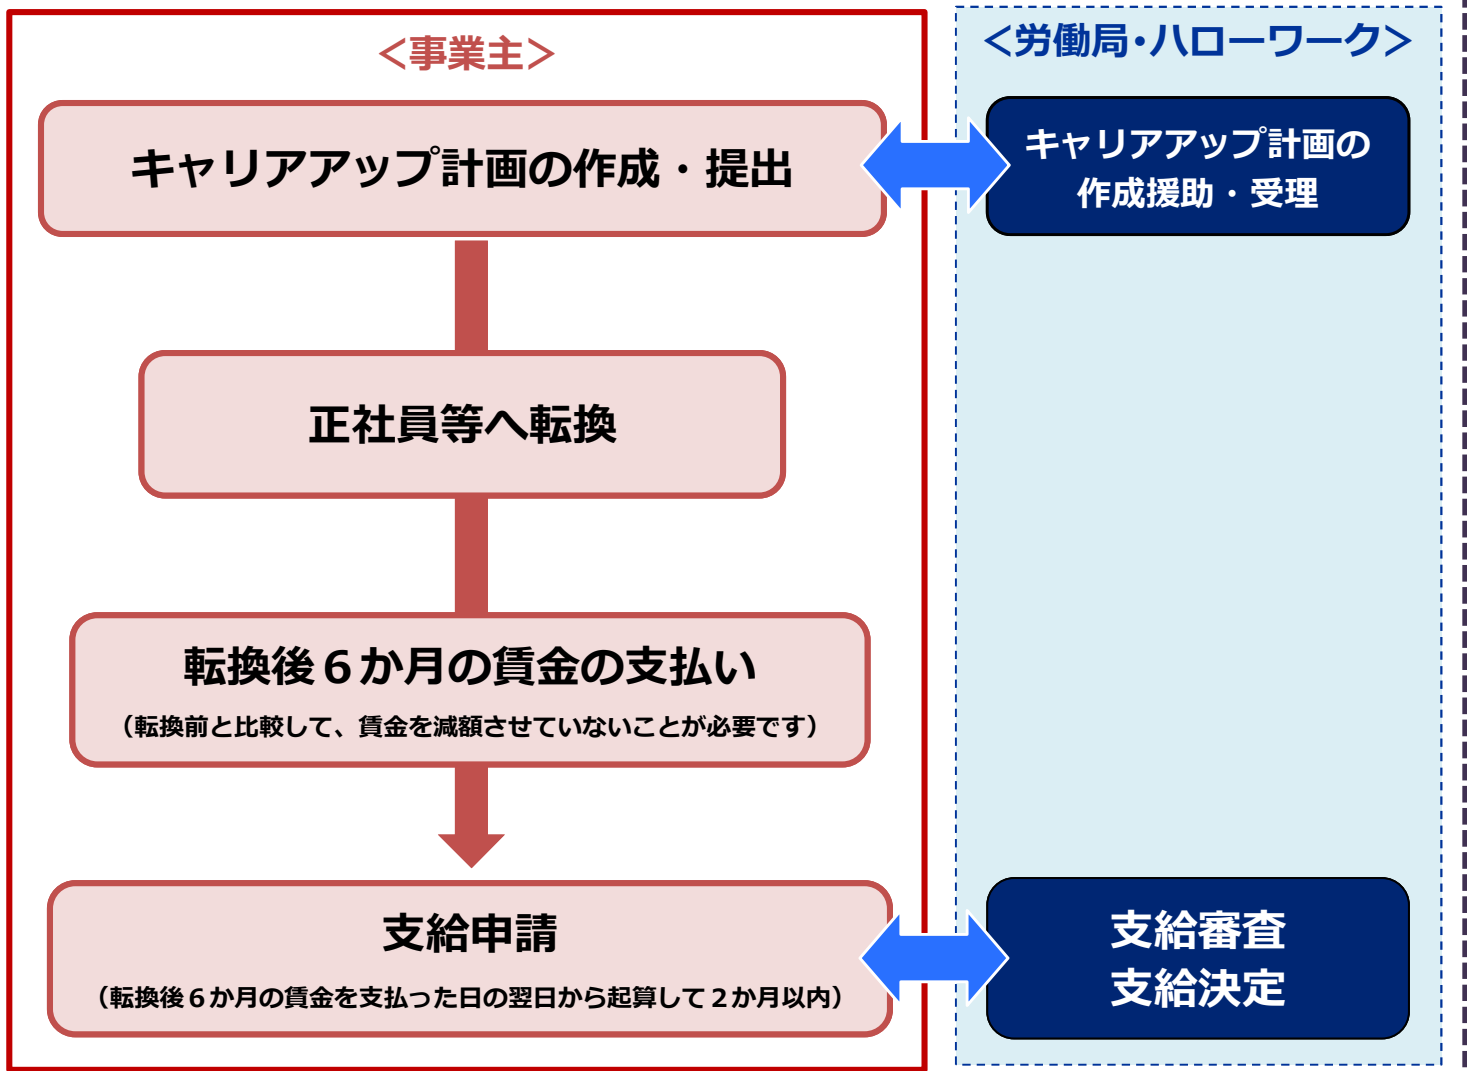 ＜事業主＞
キャリアアップ計画の作成・提出
正社員等へ転換
転換後６か月の賃金の支払い
（転換前と比較して、賃金を減額させていないことが必要です）
支給申請
（転換後６か月の賃金を支払った日の翌日から起算して２か月以内）
＜労働局･ハローワーク＞
キャリアアップ計画の
作成援助・受理
支給審査
支給決定